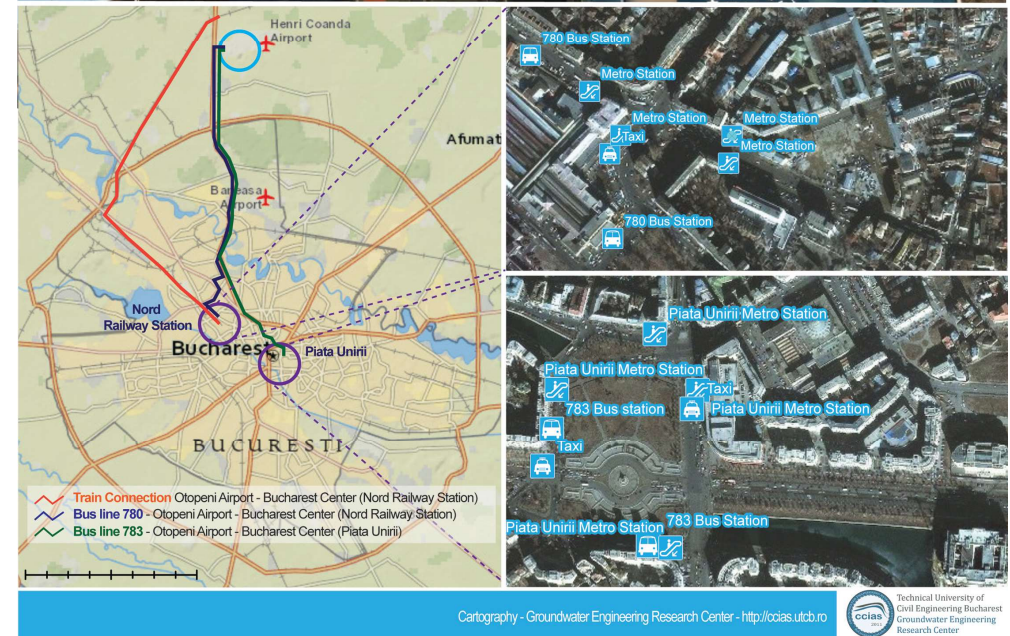 Henri Coanda
Airport
Afumat
Baneasa
Airport
Nord
Railway Station
Bucharest
Piata Unirii
BUCURESTI
Train Connection Otopeni Airport - Bucharest Center (Nord Railway Station)
Bus line 780 - Otopeni Airport - Bucharest Center (Nord Railway Station)
Bus line 783 - Otopeni Airport - Bucharest Center (Piata Unirii)
780 Bus Station
Metro Station
Metro Station
Taxi
Metro Station
Metro Station
780 Bus Station
Piata Unirii Metro Station
Piata Unirii Metro Station
Taxi
783 Bus station
Piata Unirii Metro Station
Taxi
783 Bus Station
Piata Unirii Metro Station
Cartography - Groundwater Engineering Research Center - http://ccias.utcb.ro
ccias
2011
Technical University of
Civil Engineering Bucharest
Groundwater Engineering
Research Center